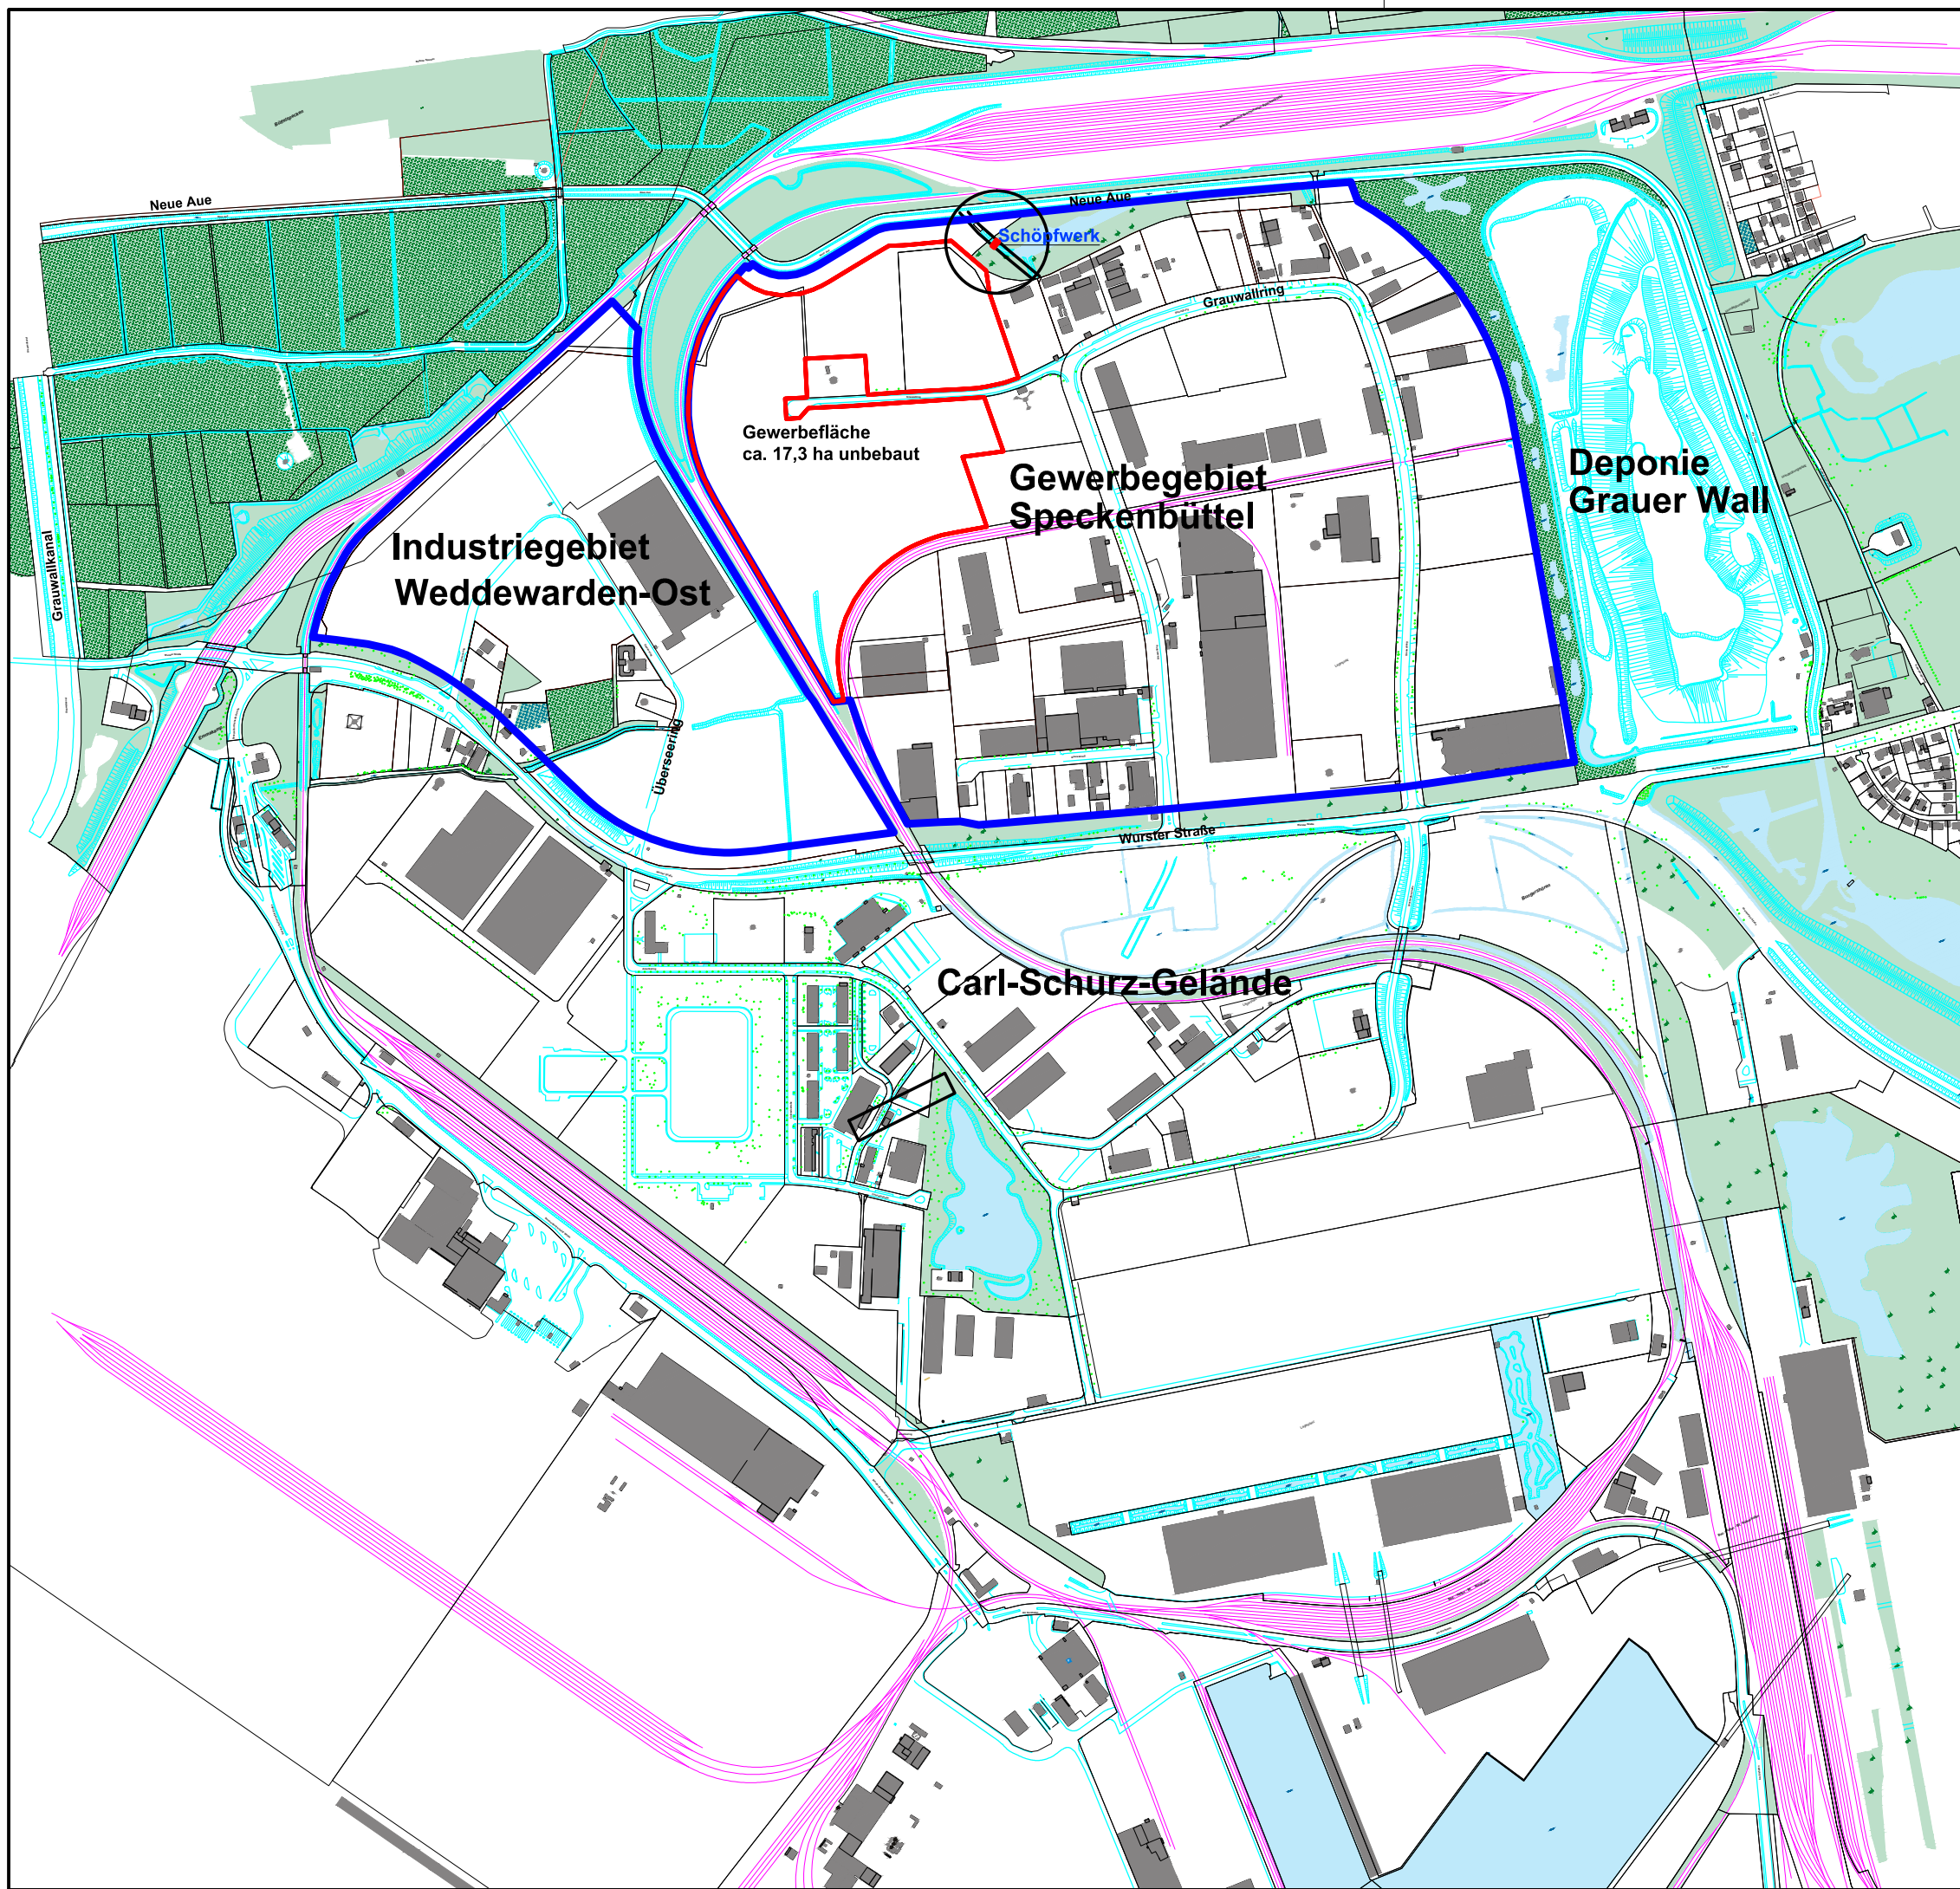 Neue Aue
Neue Aue
Schöpfwerk
Grauwallring
Gewerbefläche
ca. 17,3 ha unbebaut
Gewerbegebiet
Speckenbüttel
Deponie
Grauer Wall
Industriegebiet
Weddewarden-Ost
Grauwallkanal
Überseering
Wurster Straße
Carl-Schurz-Gelände